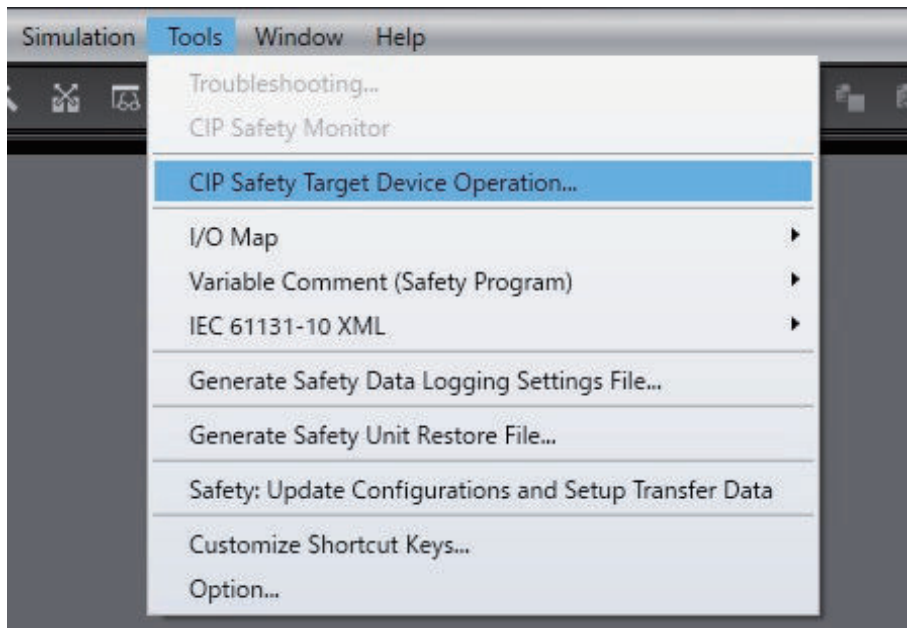 Simulation Tools Window Help
Troubleshooting...
CIP Safety Monitor
CIP Safety Target Device Operation...
I/O Map
Variable Comment (Safety Program)
IEC 61131-10 XML
Generate Safety Data Logging Settings File...
Generate Safety Unit Restore File...
Safety: Update Configurations and Setup Transfer Data
Customize Shortcut Keys...
Option...